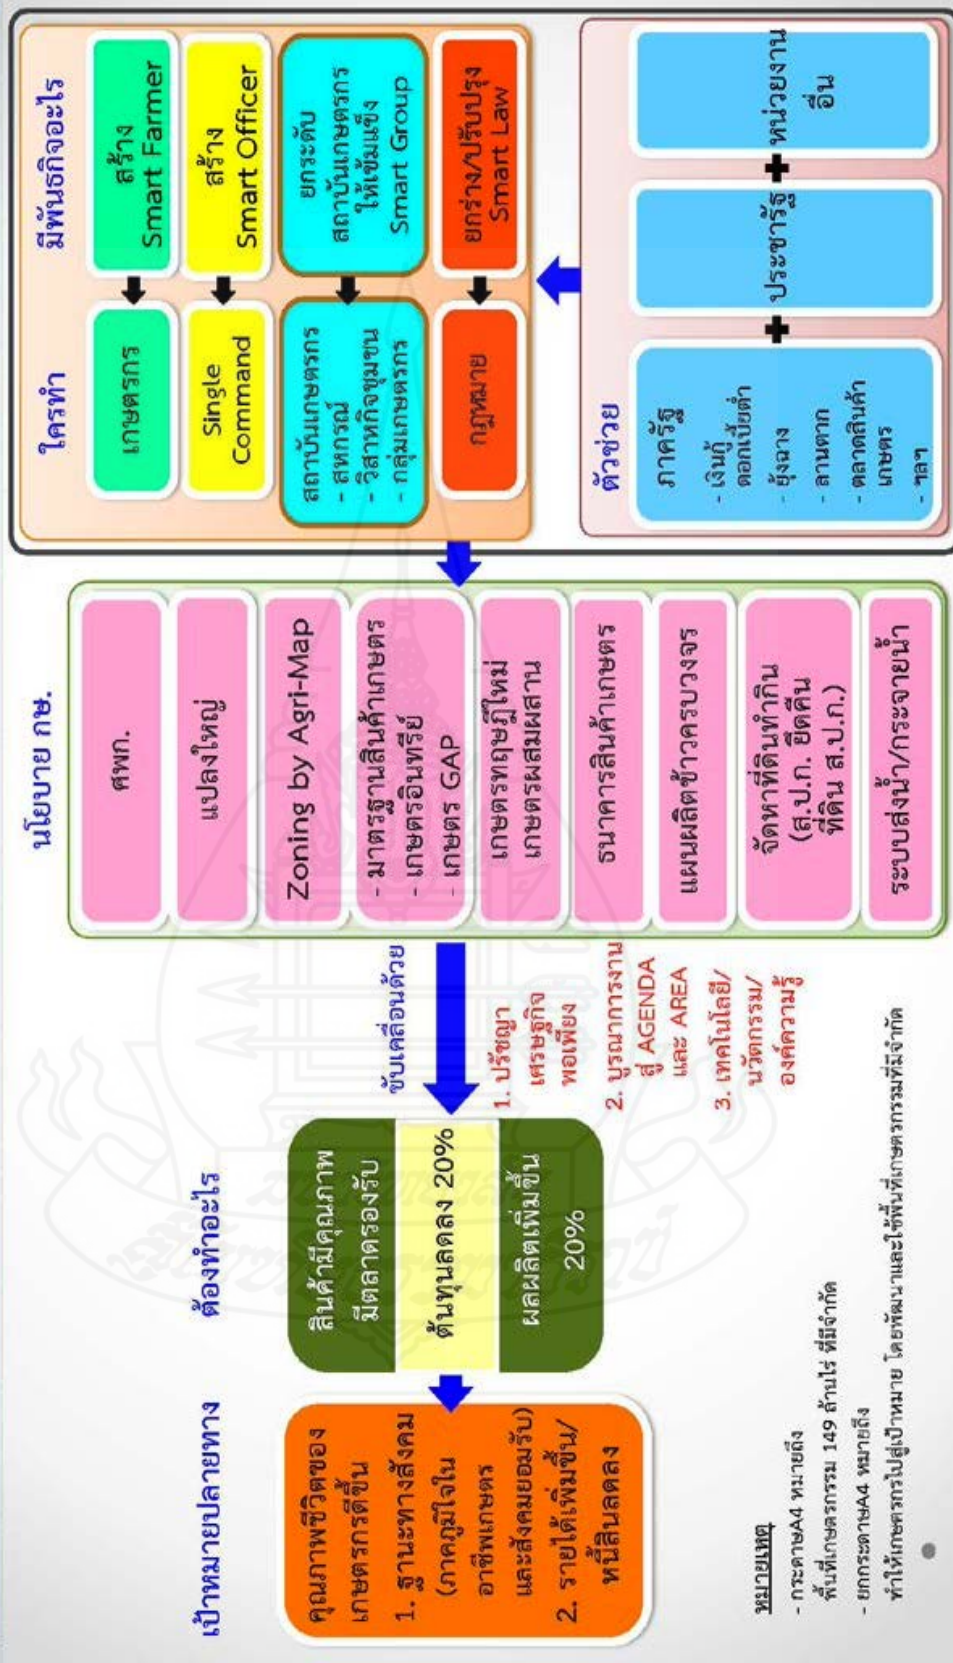 เป้าหมายปลายทาง
คุณภาพชีวิตของ
เกษตรกรดีขึ้น
1. ฐานะทางสังคม
(ภาคภูมิใจใน
อาชีพเกษตร
และสังคมยอมรับ)
2. รายได้เพิ่มขึ้น/
หนี้สินลดลง
ต้องทำอะไร
สินค้ามีคุณภาพ
มีตลาดรองรับ
ต้นทุนลดลง 20%
ผลผลิตเพิ่มขึ้น
20%
ขับเคลื่อนด้วย
1. ปรัชญา
เศรษฐกิจ
พอเพียง
2. บูรณาการงาน
สู่ AGENDA
และ AREA
3. เทคโนโลยี/
นวัตกรรม/
องค์ความรู้
นโยบาย กษ.
ศพก.
แปลงใหญ่
Zoning by Agri-Map
- มาตรฐานสินค้าเกษตร
- เกษตรอินทรีย์
- เกษตร GAP
เกษตรทฤษฎีใหม่
เกษตรผสมผสาน
ธนาคารสินค้าเกษตร
แผนผลิตข้าวครบวงจร
จัดหาที่ดินทำกิน
(ส.ป.ก. ยึดคืน
ที่ดิน ส.ป.ก.)
ระบบส่งน้ำ/กระจายน้ำ
ใครทำ
มีพันธกิจอะไร
เกษตรกร
สร้าง
Smart Farmer
Single
Command
สร้าง
Smart Officer
สถาบันเกษตรกร
- สหกรณ์
- วิสาหกิจชุมชน
- กลุ่มเกษตรกร
ยกระดับ
สถาบันเกษตรกร
ให้เข้มแข็ง
Smart Group
กฎหมาย
ยกร่าง/ปรับปรุง
Smart Law
ตัวช่วย
ภาครัฐ
- เงินกู้
ดอกเบี้ยต่ำ
- ยุ้งฉาง
- ลานตาก
- ตลาดสินค้า
เกษตร
- ฯลฯ
+
ประชารัฐ
+
หน่วยงาน
อื่น
หมายเหตุ
- กระดาษA4 หมายถึง
พื้นที่เกษตรกรรม 149 ล้านไร่ ที่มีจำกัด
- ยกกระดาษA4 หมายถึง
ทำให้เกษตรกรไปสู่เป้าหมาย โดยพัฒนาและใช้พื้นที่เกษตรกรรมที่มีจำกัด